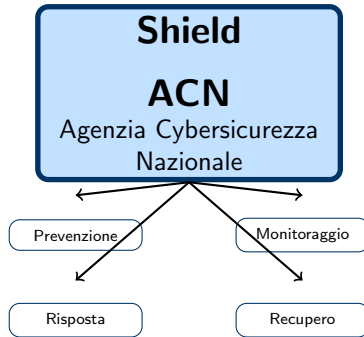 Shield
ACN
Agenzia Cybersicurezza
Nazionale
Prevenzione
Monitoraggio
Risposta
Recupero